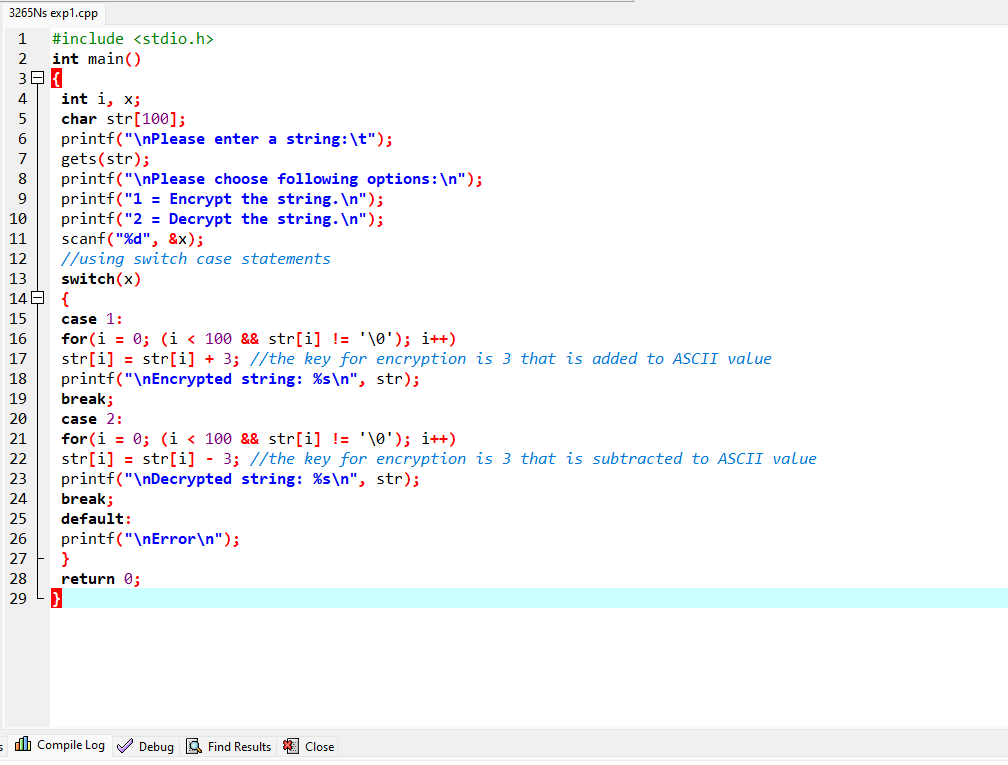 3265Ns exp1.cpp
1 #include <stdio.h>
2 int main()
3 {
4 int i, x;
5 char str[100];
6 printf("\nPlease enter a string:\t");
7 gets(str);
8 printf("\nPlease choose following options:\n");
9 printf("1 = Encrypt the string.\n");
10 printf("2 = Decrypt the string.\n");
11 scanf("%d", &x);
12 //using switch case statements
13 switch(x)
14 {
15 case 1:
16 for(i = 0; (i < 100 && str[i] != '\0'); i++)
17 str[i] = str[i] + 3; //the key for encryption is 3 that is added to ASCII value
18 printf("\nEncrypted string: %s\n", str);
19 break;
20 case 2:
21 for(i = 0; (i < 100 && str[i] != '\0'); i++)
22 str[i] = str[i] - 3; //the key for encryption is 3 that is subtracted to ASCII value
23 printf("\nDecrypted string: %s\n", str);
24 break;
25 default:
26 printf("\nError\n");
27 }
28 return 0;
29 }
s Compile Log Debug Find Results Close